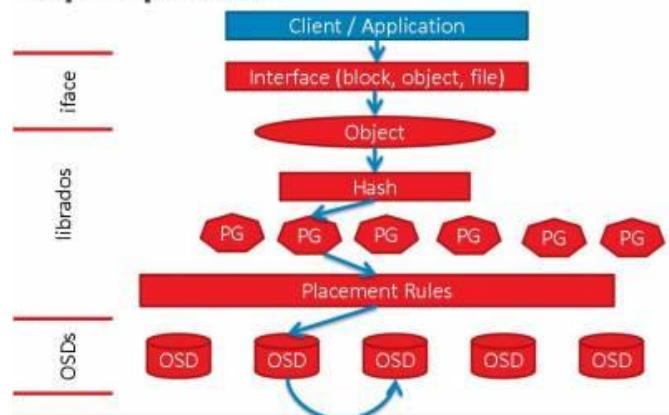 Client / Application
iface
Interface (block, object, file)
Object
librados
Hash
PG PG PG PG PG PG
Placement Rules
OSDs
OSD OSD OSD OSD OSD